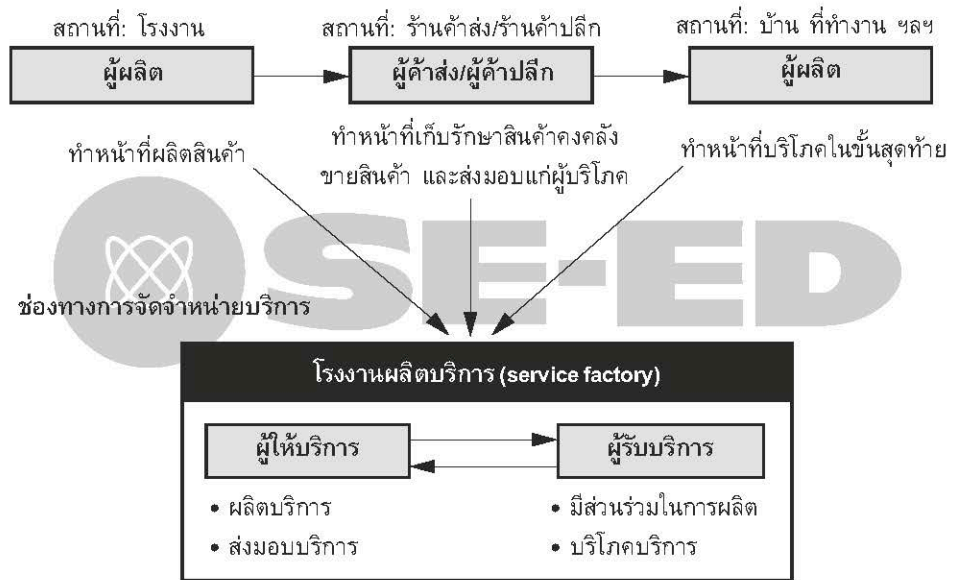 สถานที่: โรงงาน
สถานที่: ร้านค้าส่ง/ร้านค้าปลีก
สถานที่: บ้าน ที่ทำงาน ฯลฯ
ผู้ผลิต
ผู้ค้าส่ง/ผู้ค้าปลีก
ผู้ผลิต
ทำหน้าที่ผลิตสินค้า
ทำหน้าที่เก็บรักษาสินค้าคงคลัง
ขายสินค้า และส่งมอบแก่ผู้บริโภค
ทำหน้าที่บริโภคในขั้นสุดท้าย
SE-ED
ช่องทางการจัดจำหน่ายบริการ
โรงงานผลิตบริการ (service factory)
ผู้ให้บริการ
ผู้รับบริการ
• ผลิตบริการ
• ส่งมอบบริการ
• มีส่วนร่วมในการผลิต
• บริโภคบริการ